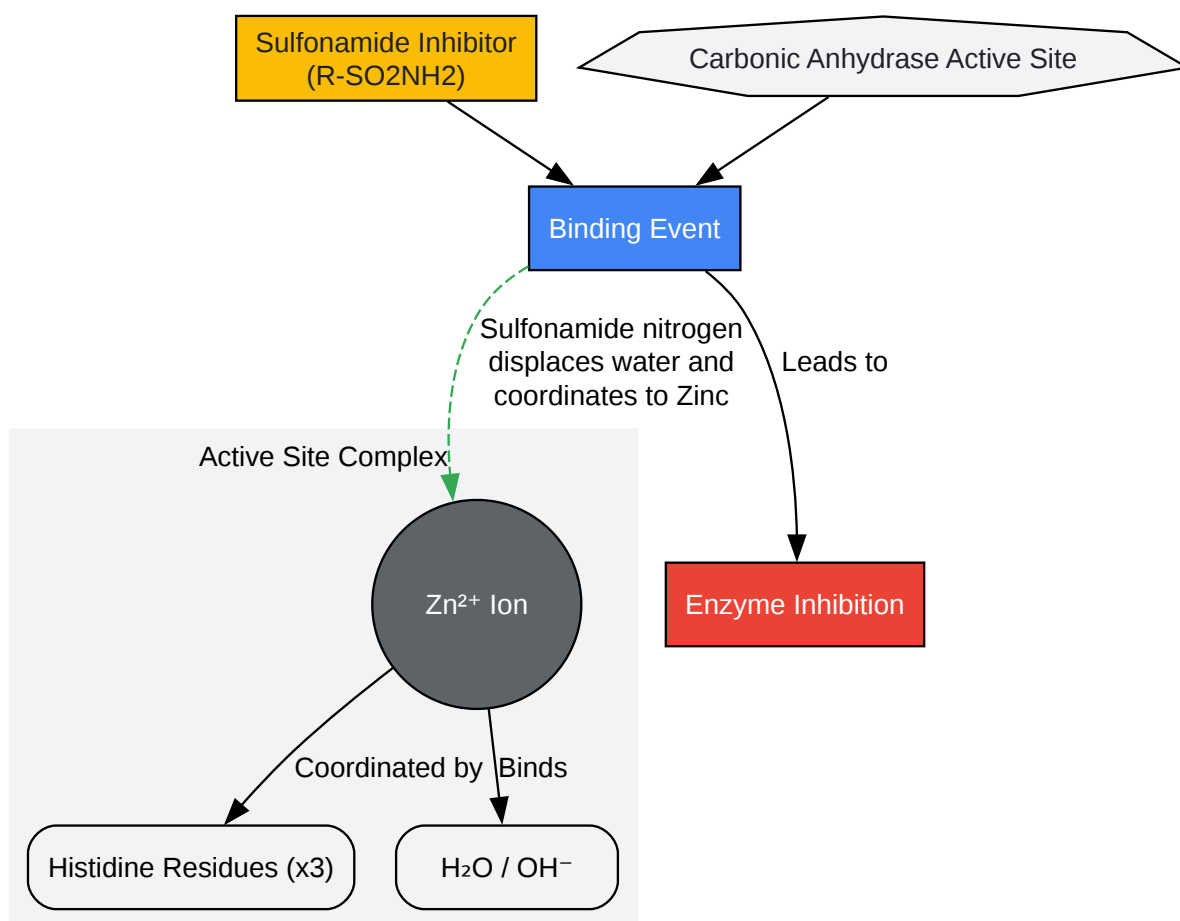 Sulfonamide Inhibitor
(R-SO2NH2)
Carbonic Anhydrase Active Site
Binding Event
Sulfonamide nitrogen
displaces water and
coordinates to Zinc
Leads to
Active Site Complex
Zn²⁺ Ion
Enzyme Inhibition
Coordinated by
Binds
Histidine Residues (x3)
H₂O / OH⁻